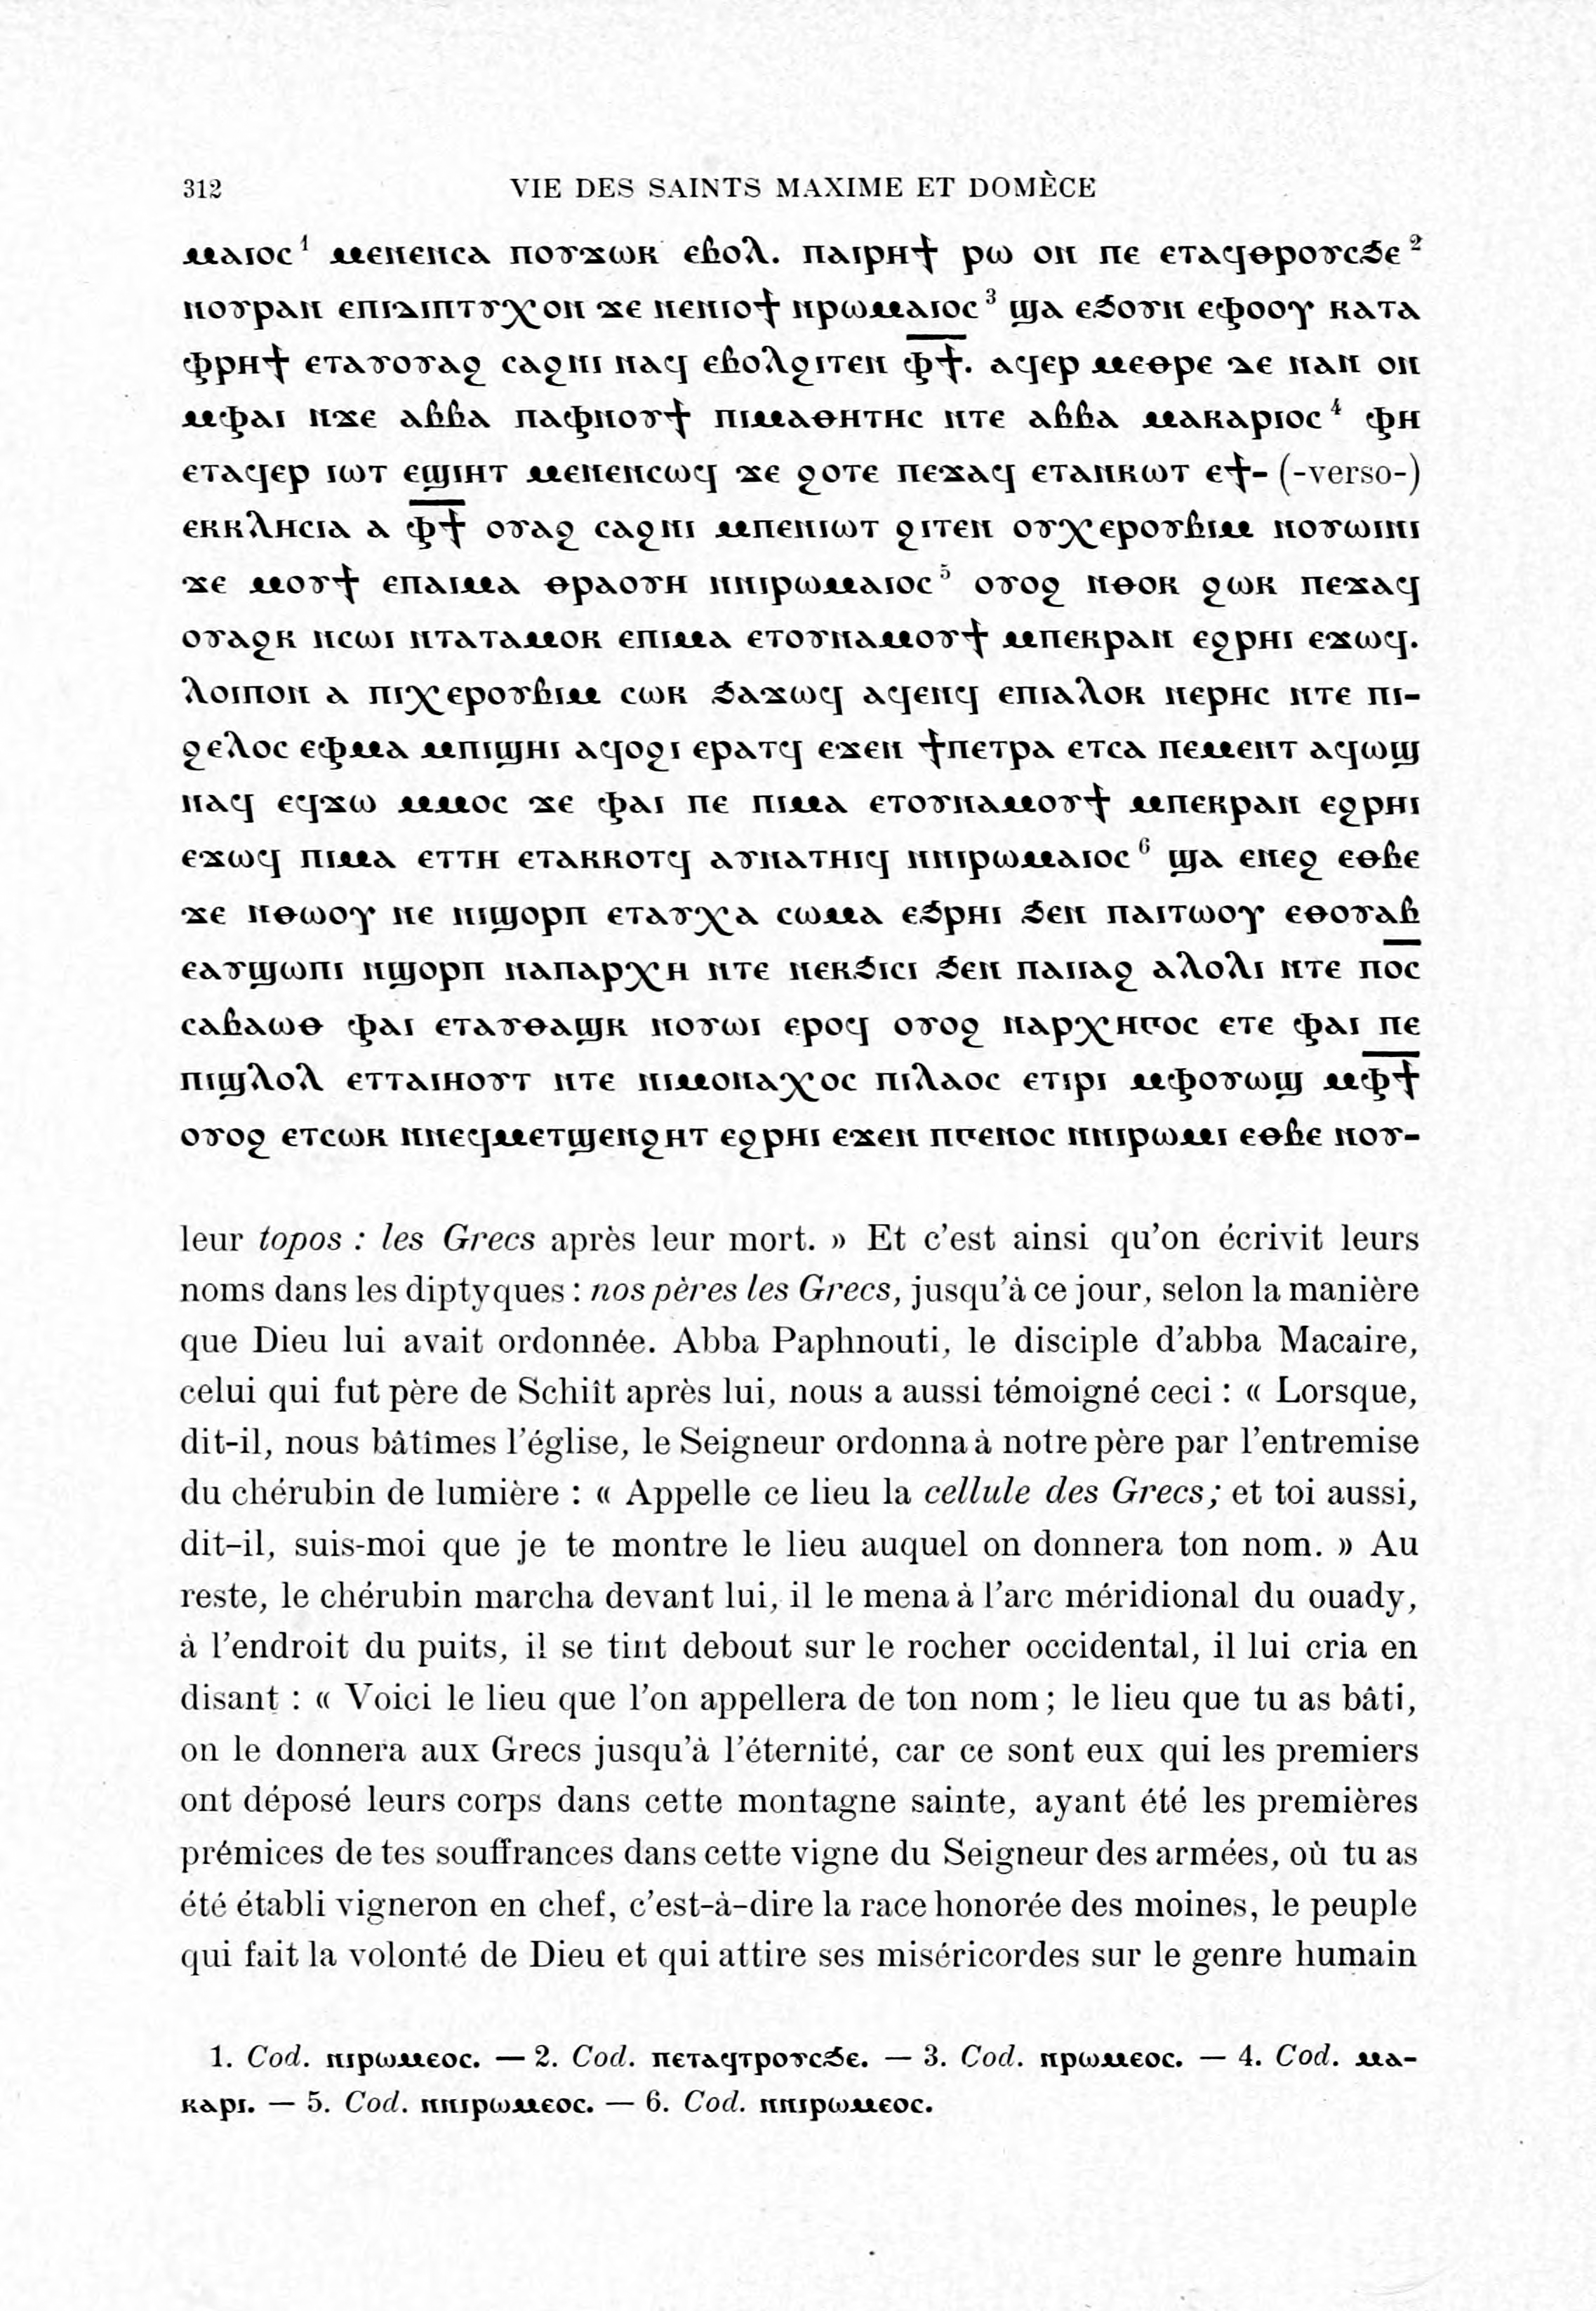 312 VIE DES SAINTS MAXIME ET DOMÈCE
ⲙⲁⲓⲟⲥ¹ ⲙⲉⲛⲉⲛⲥⲁ ⲡⲟⲩϫⲱⲕ ⲉⲃⲟⲗ. ⲡⲁⲓⲣⲏϯ ⲣⲱ ⲟⲛ ⲡⲉ ⲉⲧⲁϥⲑⲣⲟⲩⲥϧⲉ²
ⲛⲟⲩⲣⲁⲛ ⲉⲡⲓⲇⲓⲡⲧⲩⲭⲟⲛ ϫⲉ ⲛⲉⲛⲓⲟϯ ⲛⲣⲱⲙⲁⲓⲟⲥ³ ϣⲁ ⲉϧⲟⲩⲛ ⲉⲫⲟⲟⲩ ⲕⲁⲧⲁ
ⲫⲣⲏϯ ⲉⲧⲁⲩⲟⲩⲁϩ ⲥⲁϩⲛⲓ ⲛⲁϥ ⲉⲃⲟⲗϩⲓⲧⲉⲛ ⲫ̅ϯ̅. ⲁϥⲉⲣ ⲙⲉⲑⲣⲉ ⲇⲉ ⲛⲁⲛ ⲟⲛ
ⲙⲫⲁⲓ ⲛϫⲉ ⲁⲃⲃⲁ ⲡⲁⲫⲛⲟⲩϯ ⲡⲓⲙⲁⲑⲏⲧⲏⲥ ⲛⲧⲉ ⲁⲃⲃⲁ ⲙⲁⲕⲁⲣⲓⲟⲥ⁴ ⲫⲏ
ⲉⲧⲁϥⲉⲣ ⲓⲱⲧ ⲉϣⲓⲏⲧ ⲙⲉⲛⲉⲛⲥⲱϥ ϫⲉ ϩⲟⲧⲉ ⲡⲉϫⲁϥ ⲉⲧⲁⲛⲕⲱⲧ ⲉϯ- (-verso-)
ⲉⲕⲕⲗⲏⲥⲓⲁ ⲁ ⲫ̅ϯ̅ ⲟⲩⲁϩ ⲥⲁϩⲛⲓ ⲙⲡⲉⲛⲓⲱⲧ ϩⲓⲧⲉⲛ ⲟⲩⲭⲉⲣⲟⲩⲃⲓⲙ ⲛⲟⲩⲱⲓⲛⲓ
ϫⲉ ⲙⲟⲩϯ ⲉⲡⲁⲓⲙⲁ ⲑⲣⲁⲟⲩⲏ ⲛⲛⲓⲣⲱⲙⲁⲓⲟⲥ⁵ ⲟⲩⲟϩ ⲛⲑⲟⲕ ϩⲱⲕ ⲡⲉϫⲁϥ
ⲟⲩⲁϩⲕ ⲛⲥⲱⲓ ⲛⲧⲁⲧⲁⲙⲟⲕ ⲉⲡⲓⲙⲁ ⲉⲧⲟⲩⲛⲁⲙⲟⲩϯ ⲙⲡⲉⲕⲣⲁⲛ ⲉϩⲣⲏⲓ ⲉϫⲱϥ.
ⲗⲟⲓⲡⲟⲛ ⲁ ⲡⲓⲭⲉⲣⲟⲩⲃⲓⲙ ⲥⲱⲕ ϧⲁϫⲱϥ ⲁϥⲉⲛϥ ⲉⲡⲓⲁⲗⲟⲕ ⲛⲉⲣⲏⲥ ⲛⲧⲉ ⲡⲓ-
ϩⲉⲗⲟⲥ ⲉⲫⲙⲁ ⲙⲡⲓϣⲏⲓ ⲁϥⲟϩⲓ ⲉⲣⲁⲧϥ ⲉϫⲉⲛ ϯⲡⲉⲧⲣⲁ ⲉⲧⲥⲁ ⲡⲉⲙⲉⲛⲧ ⲁϥⲱϣ
ⲛⲁϥ ⲉϥϫⲱ ⲙⲙⲟⲥ ϫⲉ ⲫⲁⲓ ⲡⲉ ⲡⲓⲙⲁ ⲉⲧⲟⲩⲛⲁⲙⲟⲩϯ ⲙⲡⲉⲕⲣⲁⲛ ⲉϩⲣⲏⲓ
ⲉϫⲱϥ ⲡⲓⲙⲁ ⲉⲧⲧⲏ ⲉⲧⲁⲕⲕⲟⲧϥ ⲁⲩⲛⲁⲧⲏⲓϥ ⲛⲛⲓⲣⲱⲙⲁⲓⲟⲥ⁶ ϣⲁ ⲉⲛⲉϩ ⲉⲑⲃⲉ
ϫⲉ ⲛⲑⲱⲟⲩ ⲛⲉ ⲛⲓϣⲟⲣⲡ ⲉⲧⲁⲩⲭⲁ ⲥⲱⲙⲁ ⲉϧⲣⲏⲓ ϧⲉⲛ ⲡⲁⲓⲧⲱⲟⲩ ⲉⲑⲟⲩⲁⲃ
ⲉⲁⲩϣⲱⲡⲓ ⲛϣⲟⲣⲡ ⲛⲁⲡⲁⲣⲭⲏ ⲛⲧⲉ ⲛⲉⲕϧⲓⲥⲓ ϧⲉⲛ ⲡⲁⲓⲁϩ ⲁⲗⲟⲗⲓ ⲛⲧⲉ ⲡⲟ̅ⲥ̅
ⲥⲁⲃⲁⲱⲑ ⲫⲁⲓ ⲉⲧⲁⲩⲑⲁϣⲕ ⲛⲟⲩⲱⲓ ⲉⲣⲟϥ ⲟⲩⲟϩ ⲛⲁⲣⲭⲏⲅⲟⲥ ⲉⲧⲉ ⲫⲁⲓ ⲡⲉ
ⲡⲓϣⲗⲟⲗ ⲉⲧⲧⲁⲓⲏⲟⲩⲧ ⲛⲧⲉ ⲛⲓⲙⲟⲛⲁⲭⲟⲥ ⲡⲓⲗⲁⲟⲥ ⲉⲧⲓⲣⲓ ⲙⲫⲟⲩⲱϣ ⲙⲫ̅ϯ̅
ⲟⲩⲟϩ ⲉⲧⲥⲱⲕ ⲛⲛⲉϥⲙⲉⲧϣⲉⲛϩⲏⲧ ⲉϩⲣⲏⲓ ⲉϫⲉⲛ ⲡⲅⲉⲛⲟⲥ ⲛⲛⲓⲣⲱⲙⲓ ⲉⲑⲃⲉ ⲛⲟⲩ-
leur topos : les Grecs après leur mort. » Et c'est ainsi qu'on écrivit leurs
noms dans les diptyques : nos pères les Grecs, jusqu'à ce jour, selon la manière
que Dieu lui avait ordonnée. Abba Paphnouti, le disciple d'abba Macaire,
celui qui fut père de Schiît après lui, nous a aussi témoigné ceci : « Lorsque,
dit-il, nous bâtîmes l'église, le Seigneur ordonna à notre père par l'entremise
du chérubin de lumière : « Appelle ce lieu la cellule des Grecs; et toi aussi,
dit-il, suis-moi que je te montre le lieu auquel on donnera ton nom. » Au
reste, le chérubin marcha devant lui, il le mena à l'arc méridional du ouady,
à l'endroit du puits, il se tint debout sur le rocher occidental, il lui cria en
disant : « Voici le lieu que l'on appellera de ton nom; le lieu que tu as bâti,
on le donnera aux Grecs jusqu'à l'éternité, car ce sont eux qui les premiers
ont déposé leurs corps dans cette montagne sainte, ayant été les premières
prémices de tes souffrances dans cette vigne du Seigneur des armées, où tu as
été établi vigneron en chef, c'est-à-dire la race honorée des moines, le peuple
qui fait la volonté de Dieu et qui attire ses miséricordes sur le genre humain
1. Cod. ⲛⲓⲣⲱⲙⲉⲟⲥ. — 2. Cod. ⲡⲉⲧⲁϥⲧⲣⲟⲩⲥϧⲉ. — 3. Cod. ⲛⲣⲱⲙⲉⲟⲥ. — 4. Cod. ⲙⲁ-
ⲕⲁⲣⲓ. — 5. Cod. ⲛⲛⲓⲣⲱⲙⲉⲟⲥ. — 6. Cod. ⲛⲛⲓⲣⲱⲙⲉⲟⲥ.